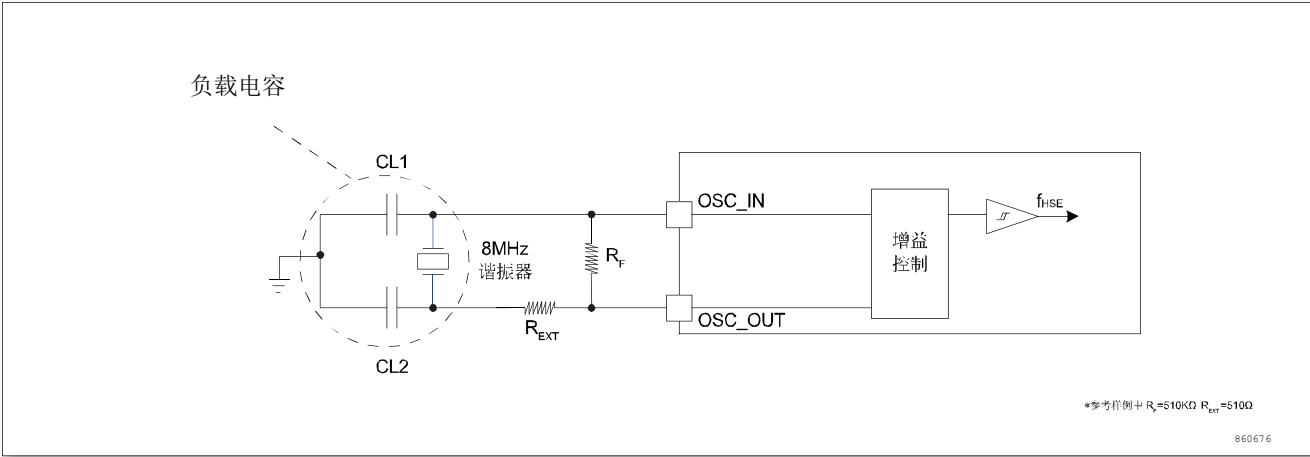 负载电容
CL1
OSC_IN
fHSE
8MHz
谐振器
RF
增益
控制
REXT
OSC_OUT
CL2
*参考样例中 RF=510KΩ REXT=510Ω
860676